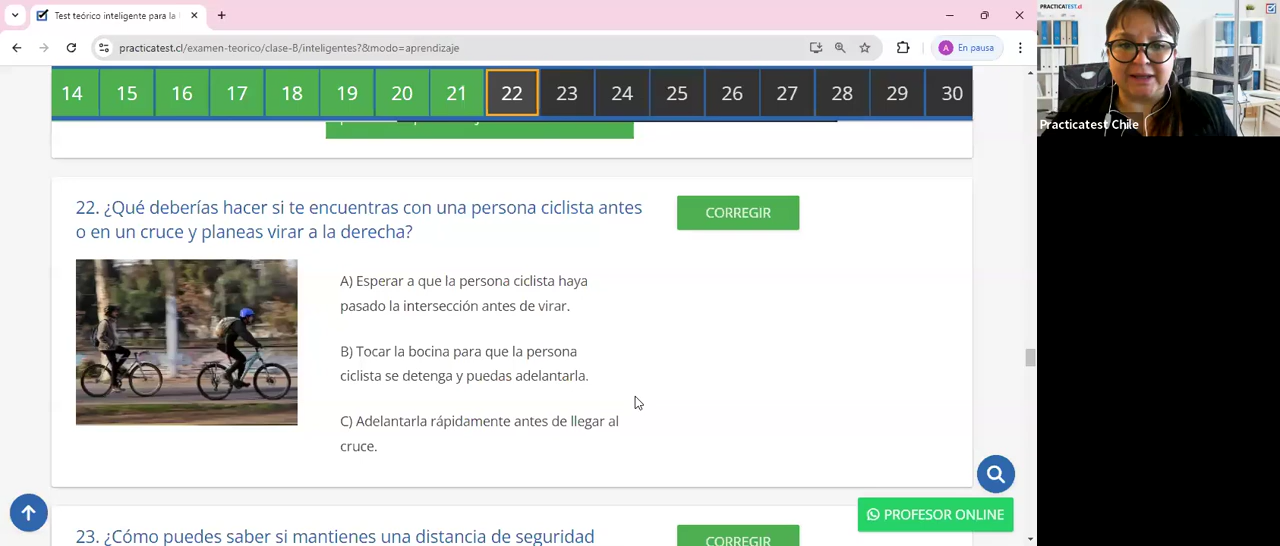 Test teórico inteligente para la
practicatest.cl/examen-teorico/clase-B/inteligentes?&modo=aprendizaje
A
En pausa
PRACTICATEST.cl
Practicatest Chile
14 15 16 17 18 19 20 21 22 23 24 25 26 27 28 29 30
22. ¿Qué deberías hacer si te encuentras con una persona ciclista antes
o en un cruce y planeas virar a la derecha?
CORREGIR
A) Esperar a que la persona ciclista haya
pasado la intersección antes de virar.
B) Tocar la bocina para que la persona
ciclista se detenga y puedas adelantarla.
C) Adelantarla rápidamente antes de llegar al
cruce.
PROFESOR ONLINE
23. ¿Cómo puedes saber si mantienes una distancia de seguridad
CORREGIR